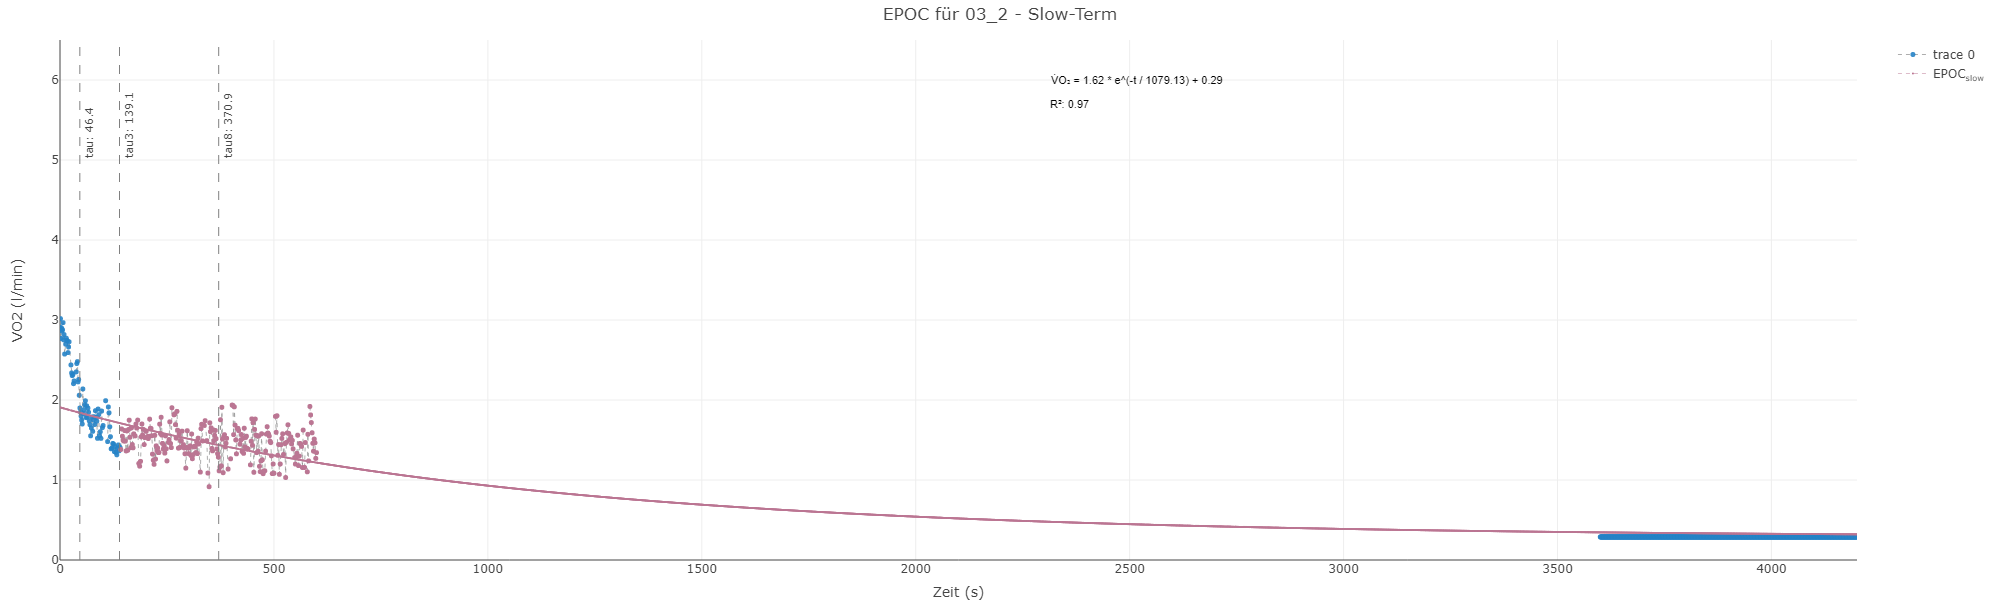 EPOC für 03_2 - Slow-Term
V̇O₂ = 1.62 * e^(-t / 1079.13) + 0.29
R²: 0.97
trace 0
EPOCslow
tau: 46.4
tau3: 139.1
tau8: 370.9
VO2 (l/min)
6
5
4
3
2
1
0
0 500 1000 1500 2000 2500 3000 3500 4000
Zeit (s)